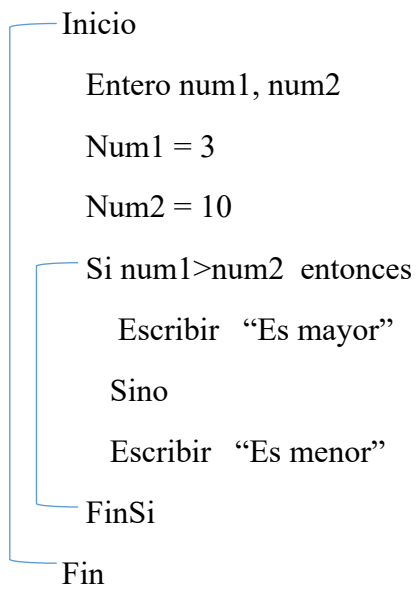 Inicio
Entero num1, num2
Num1 = 3
Num2 = 10
Si num1>num2 entonces
Escribir “Es mayor”
Sino
Escribir “Es menor”
FinSi
Fin